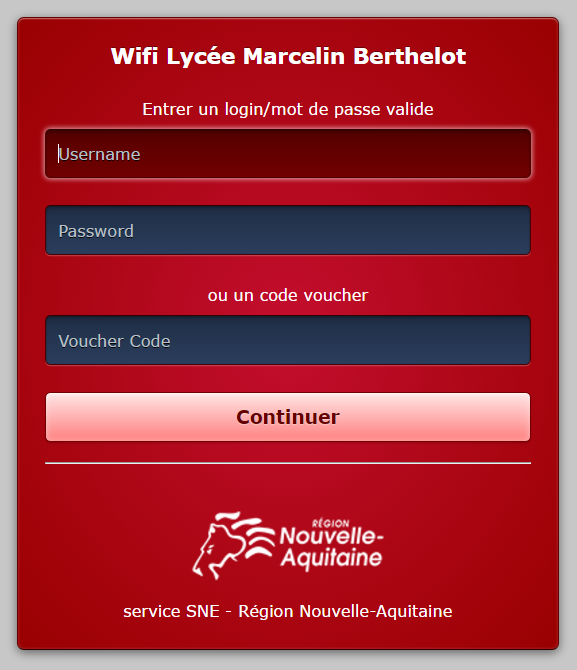 Wifi Lycée Marcelin Berthelot
Entrer un login/mot de passe valide
Username
Password
ou un code voucher
Voucher Code
Continuer
RÉGION
Nouvelle-
Aquitaine
service SNE - Région Nouvelle-Aquitaine